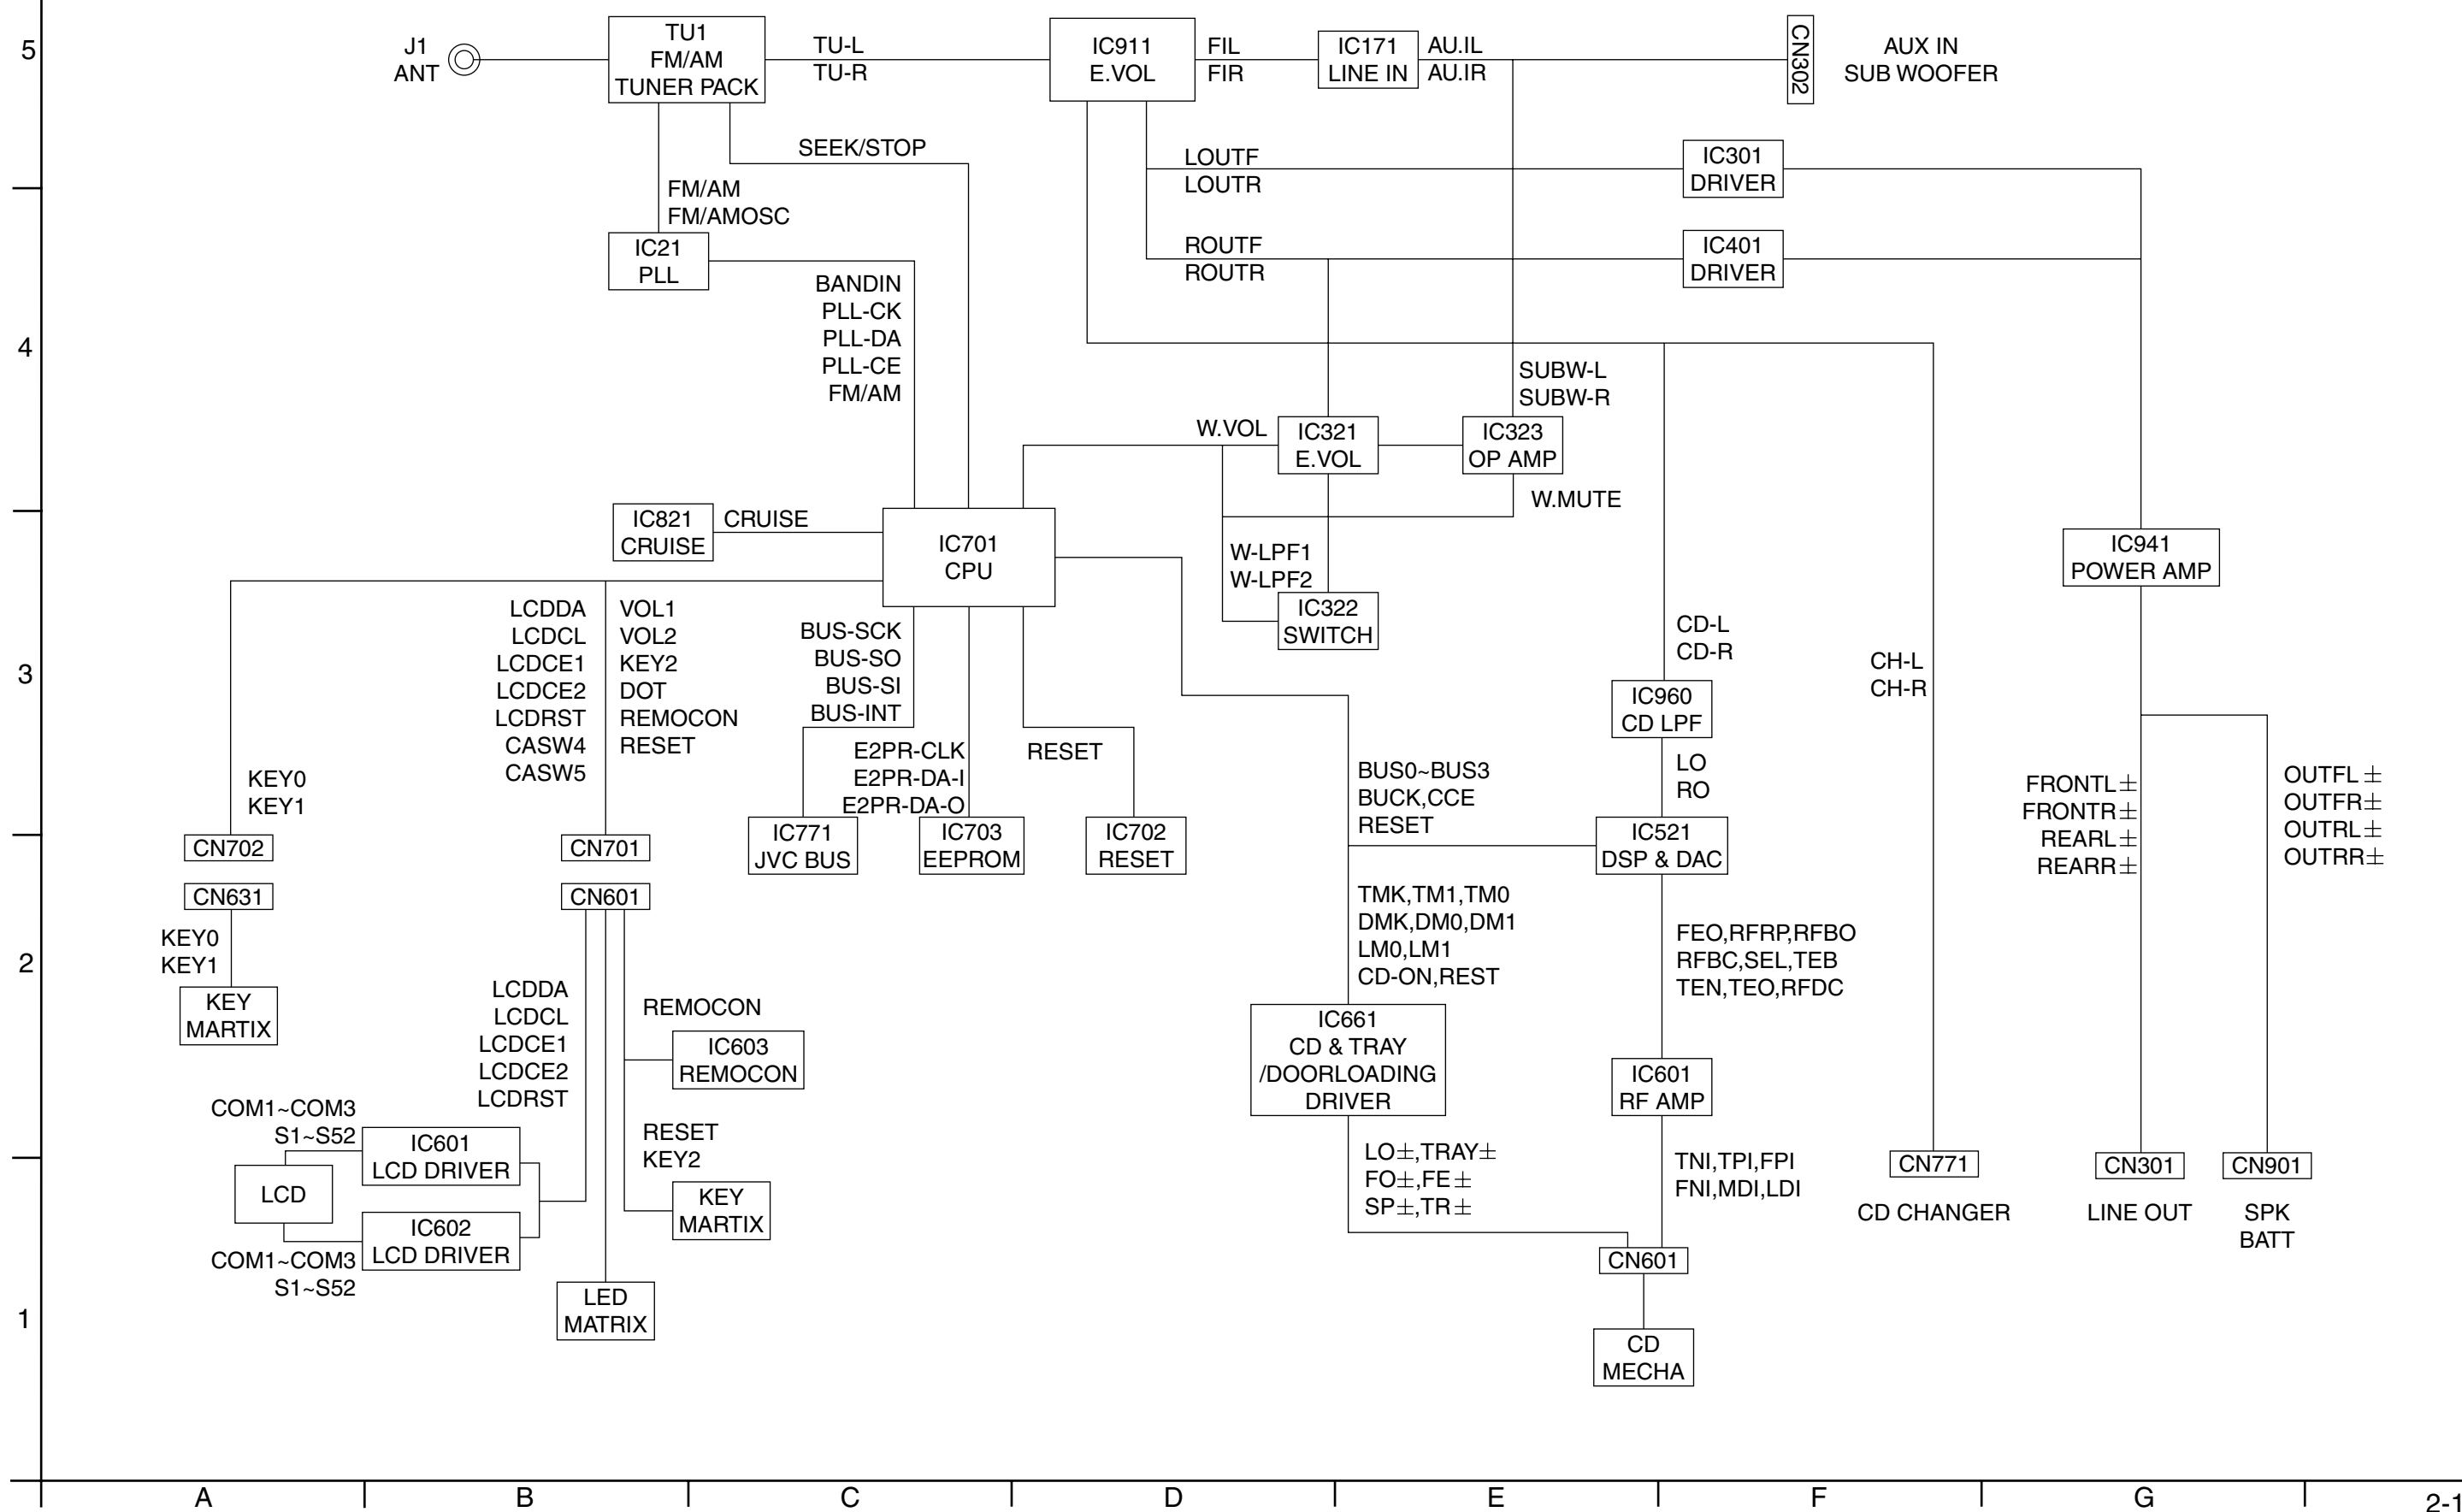 5
J1
ANT
TU1
FM/AM
TUNER PACK
TU-L
TU-R
IC911
E.VOL
FIL
FIR
IC171
LINE IN
AU.IL
AU.IR
CN302
AUX IN
SUB WOOFER
SEEK/STOP
LOUTF
LOUTR
IC301
DRIVER
FM/AM
FM/AMOSC
IC21
PLL
ROUTF
ROUTR
IC401
DRIVER
BANDIN
PLL-CK
PLL-DA
PLL-CE
FM/AM
4
SUBW-L
SUBW-R
W.VOL
IC321
E.VOL
IC323
OP AMP
W.MUTE
IC821
CRUISE
CRUISE
IC701
CPU
W-LPF1
W-LPF2
IC322
SWITCH
IC941
POWER AMP
3
LCDDA
LCDCL
LCDCE1
LCDCE2
LCDRST
CASW4
CASW5
VOL1
VOL2
KEY2
DOT
REMOCON
RESET
BUS-SCK
BUS-SO
BUS-SI
BUS-INT
CD-L
CD-R
CH-L
CH-R
IC960
CD LPF
KEY0
KEY1
E2PR-CLK
E2PR-DA-I
E2PR-DA-O
RESET
BUS0~BUS3
BUCK,CCE
RESET
LO
RO
FRONTL±
FRONTR±
REARL±
REARR±
OUTFL±
OUTFR±
OUTRL±
OUTRR±
CN702
CN701
IC771
JVC BUS
IC703
EEPROM
IC702
RESET
IC521
DSP & DAC
CN631
CN601
2
KEY0
KEY1
KEY
MARTIX
TMK,TM1,TM0
DMK,DM0,DM1
LM0,LM1
CD-ON,REST
FEO,RFRP,RFBO
RFBC,SEL,TEB
TEN,TEO,RFDC
LCDDA
LCDCL
LCDCE1
LCDCE2
LCDRST
REMOCON
IC603
REMOCON
IC661
CD & TRAY
/DOORLOADING
DRIVER
IC601
RF AMP
COM1~COM3
S1~S52
IC601
LCD DRIVER
RESET
KEY2
LO±,TRAY±
FO±,FE±
SP±,TR±
TNI,TPI,FPI
FNI,MDI,LDI
CN771
CN301
CN901
LCD
KEY
MARTIX
CD CHANGER
LINE OUT
SPK
BATT
IC602
LCD DRIVER
COM1~COM3
S1~S52
CN601
1
LED
MATRIX
CD
MECHA
A
B
C
D
E
F
G
2-1